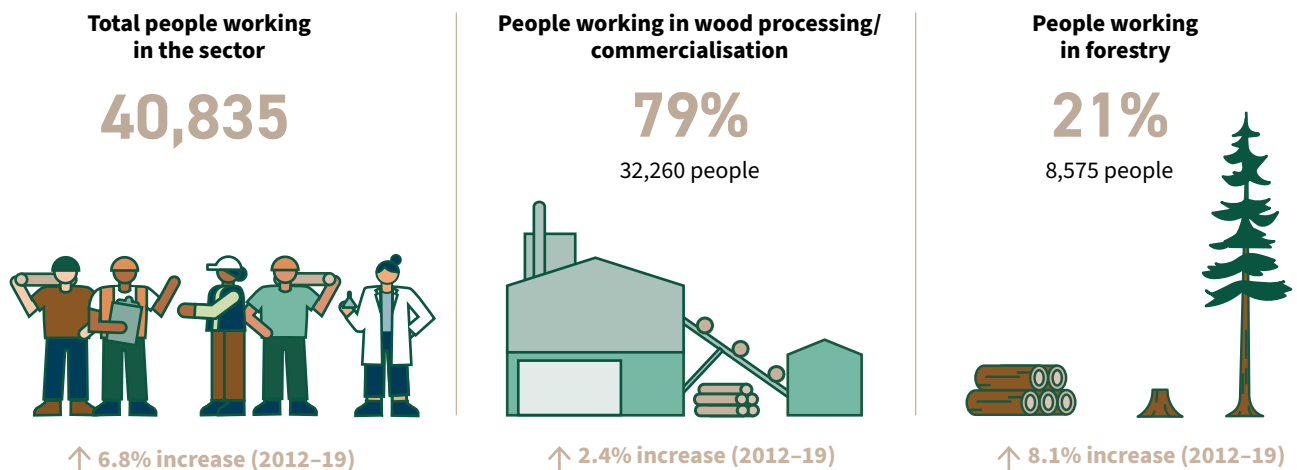 Total people working
in the sector
40,835
↑ 6.8% increase (2012–19)
People working in wood processing/
commercialisation
79%
32,260 people
↑ 2.4% increase (2012–19)
People working
in forestry
21%
8,575 people
↑ 8.1% increase (2012–19)